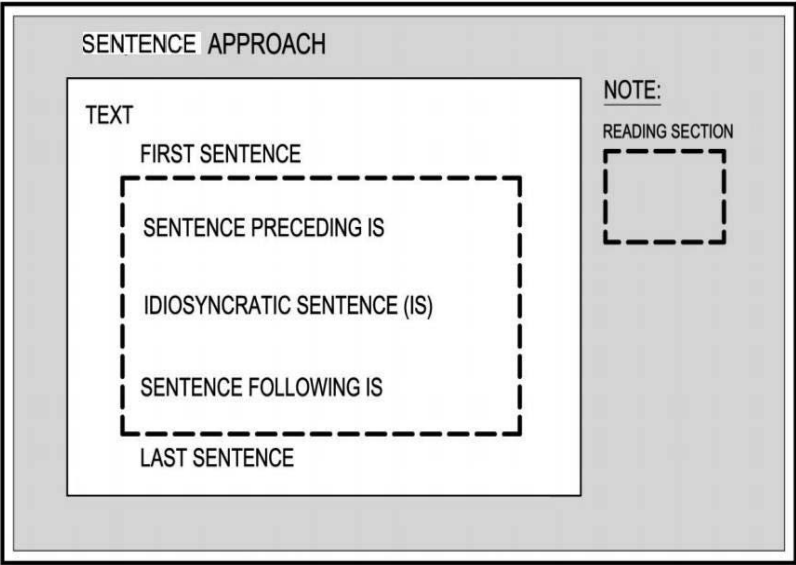 SENTENCE APPROACH
TEXT
FIRST SENTENCE
SENTENCE PRECEDING IS
IDIOSYNCRATIC SENTENCE (IS)
SENTENCE FOLLOWING IS
LAST SENTENCE
NOTE:
READING SECTION